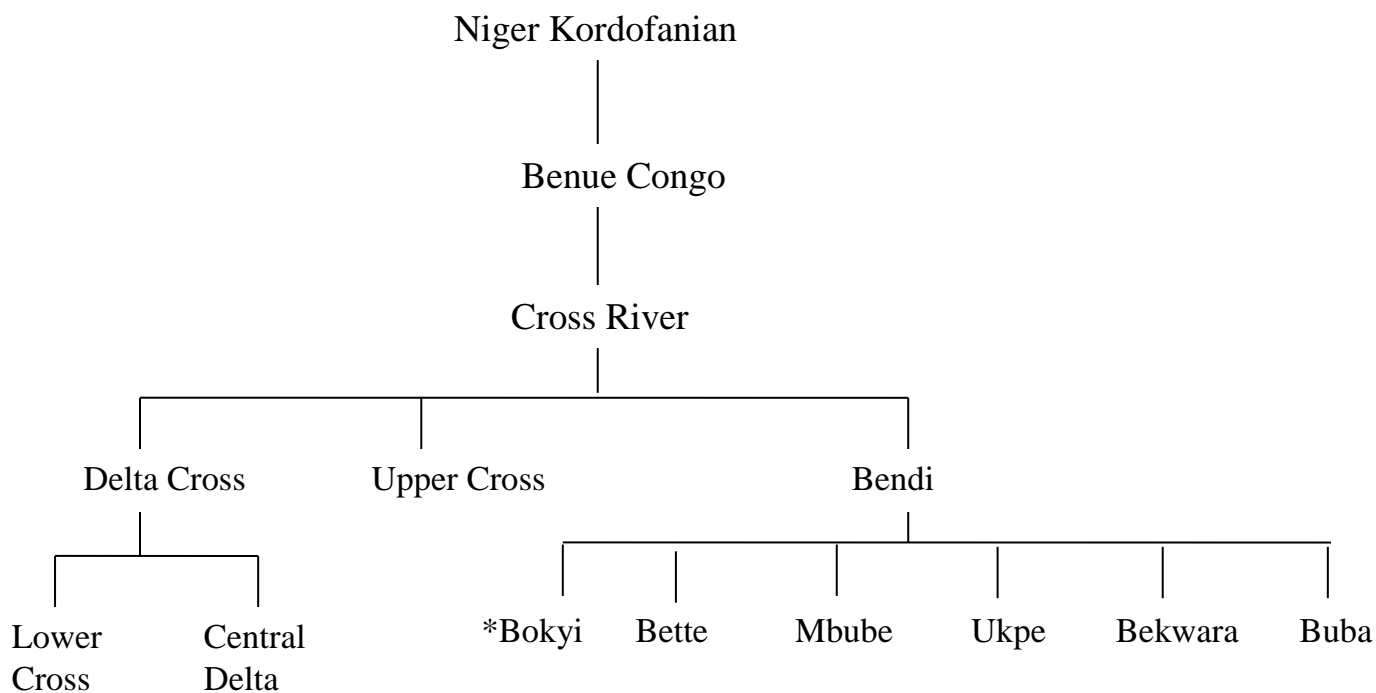 Niger Kordofanian
Benue Congo
Cross River
Delta Cross Upper Cross Bendi
Lower Cross
Central Delta
*Bokyi Bette Mbube Ukpe Bekwara Buba